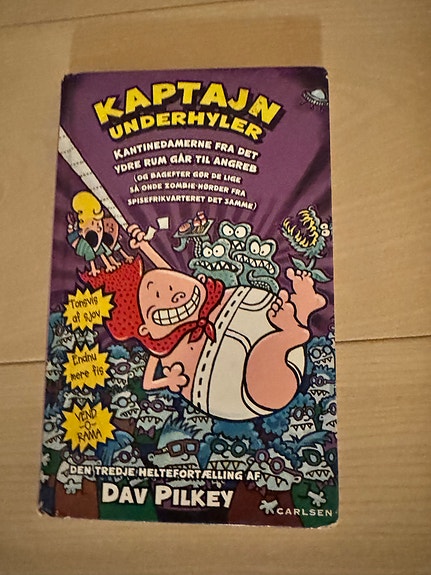 KAPTAJN
UNDERHYLER
KANTINEDAMERNE FRA DET
YDRE RUM GÅR TIL ANGREB
(OG BAGEFTER GØR DE LIGE
SÅ ONDE ZOMBIE-NØRDER FRA
SPISEFRIKVARTERET DET SAMME)
Tonsvis
af sjov
Endnu
mere fis
VEND
-O-
RAMA
DEN TREDJE HELTEFORTÆLLING AF
DAV PILKEY
CARLSEN